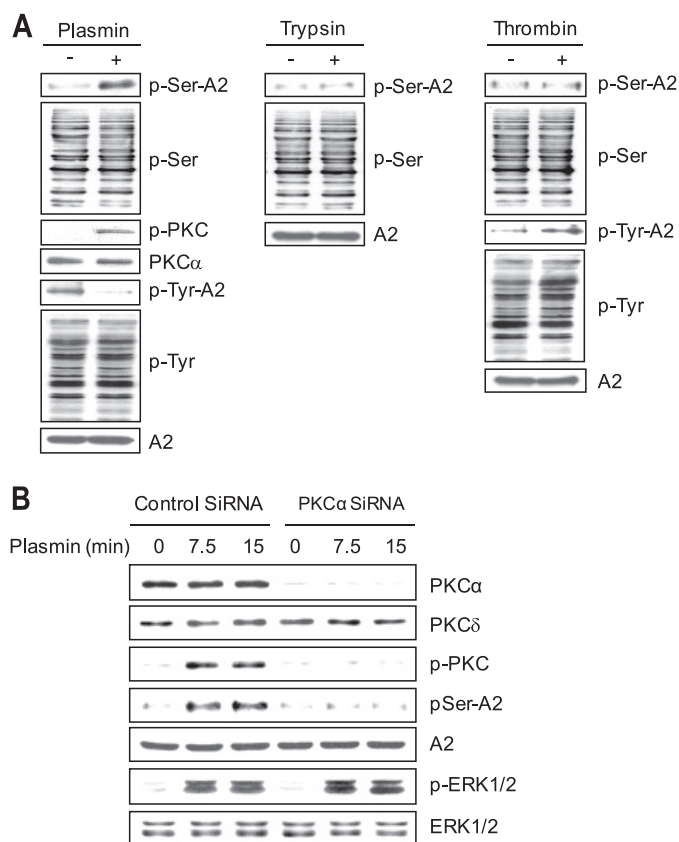 A
Plasmin
- +
p-Ser-A2
p-Ser
p-PKC
PKCα
p-Tyr-A2
p-Tyr
A2
Trypsin
- +
p-Ser-A2
p-Ser
A2
Thrombin
- +
p-Ser-A2
p-Ser
p-Tyr-A2
p-Tyr
A2
B
Control SiRNA PKCα SiRNA
Plasmin (min) 0 7.5 15 0 7.5 15
PKCα
PKCδ
p-PKC
pSer-A2
A2
p-ERK1/2
ERK1/2